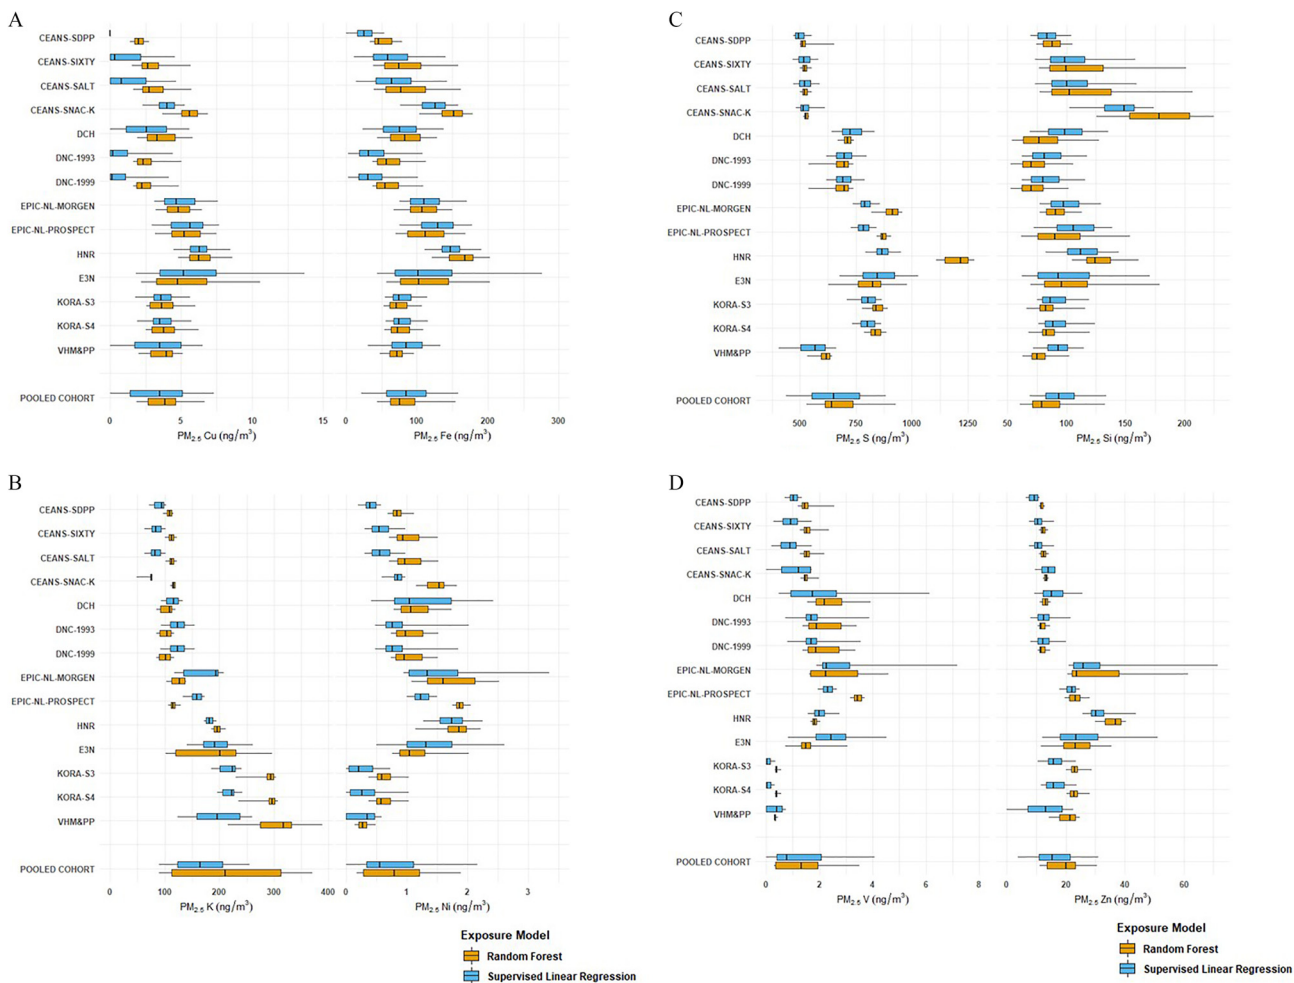 A
CEANS-SDPP
CEANS-SIXTY
CEANS-SALT
CEANS-SNAC-K
DCH
DNC-1993
DNC-1999
EPIC-NL-MORGEN
EPIC-NL-PROSPECT
HNR
E3N
KORA-S3
KORA-S4
VHM&PP
POOLED COHORT
0 5 10 15 0 100 200 300
PM2.5 Cu (ng/m³) PM2.5 Fe (ng/m³)
C
CEANS-SDPP
CEANS-SIXTY
CEANS-SALT
CEANS-SNAC-K
DCH
DNC-1993
DNC-1999
EPIC-NL-MORGEN
EPIC-NL-PROSPECT
HNR
E3N
KORA-S3
KORA-S4
VHM&PP
POOLED COHORT
500 750 1000 1250 50 100 150 200
PM2.5 S (ng/m³) PM2.5 Si (ng/m³)
B
CEANS-SDPP
CEANS-SIXTY
CEANS-SALT
CEANS-SNAC-K
DCH
DNC-1993
DNC-1999
EPIC-NL-MORGEN
EPIC-NL-PROSPECT
HNR
E3N
KORA-S3
KORA-S4
VHM&PP
POOLED COHORT
0 100 200 300 400 0 1 2 3
PM2.5 K (ng/m³) PM2.5 Ni (ng/m³)
Exposure Model
Random Forest
Supervised Linear Regression
D
CEANS-SDPP
CEANS-SIXTY
CEANS-SALT
CEANS-SNAC-K
DCH
DNC-1993
DNC-1999
EPIC-NL-MORGEN
EPIC-NL-PROSPECT
HNR
E3N
KORA-S3
KORA-S4
VHM&PP
POOLED COHORT
0 2 4 6 8 0 20 40 60
PM2.5 V (ng/m³) PM2.5 Zn (ng/m³)
Exposure Model
Random Forest
Supervised Linear Regression